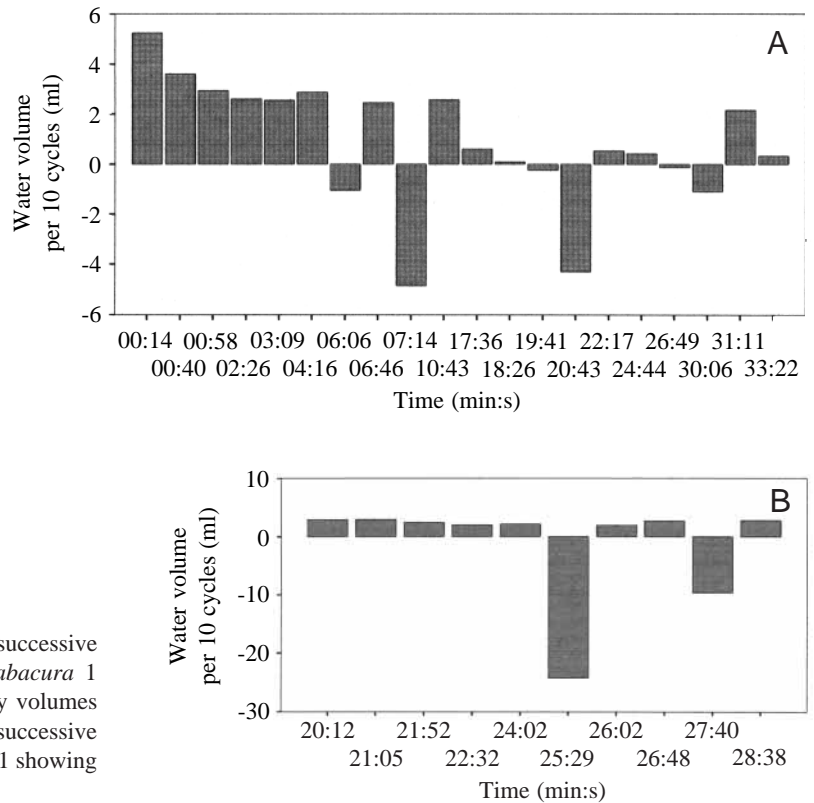 A
6
4
2
0
-2
-4
-6
Water volume
per 10 cycles (ml)
00:14 00:58 03:09 06:06 07:14 17:36 19:41 22:17 26:49 31:11
00:40 02:26 04:16 06:46 10:43 18:26 20:43 24:44 30:06 33:22
Time (min:s)
B
10
0
-10
-20
-30
Water volume
per 10 cycles (ml)
20:12 21:52 24:02 26:02 27:40
21:05 22:32 25:29 26:48 28:38
Time (min:s)
successive
abacura 1
y volumes
successive
1 showing